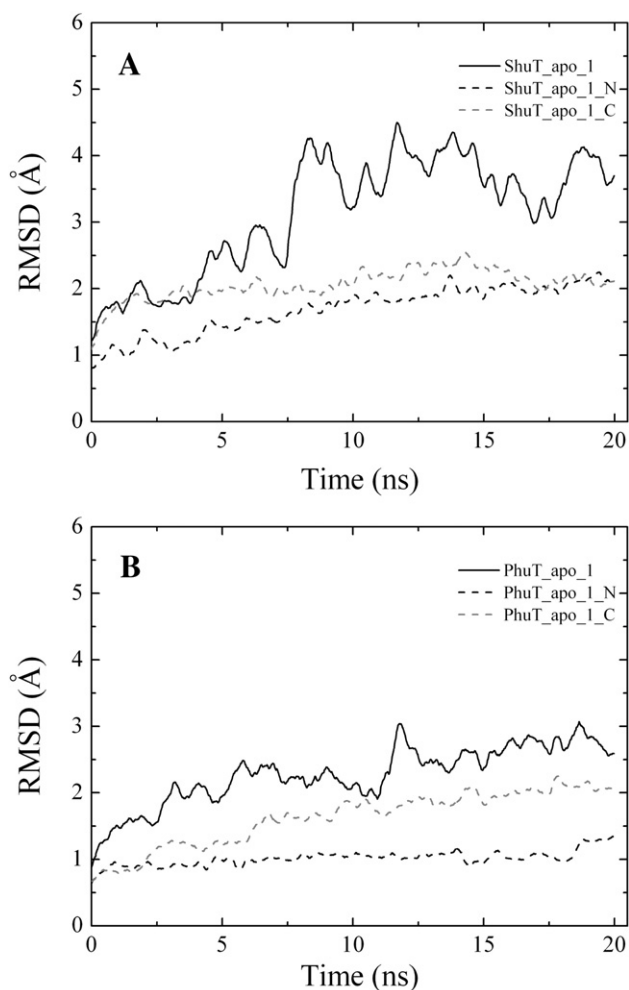 6
A
ShuT_apo_1
5
ShuT_apo_1_N
ShuT_apo_1_C
4
RMSD (Å)
3
2
1
0
0 5 10 15 20
Time (ns)
6
B
PhuT_apo_1
5
PhuT_apo_1_N
PhuT_apo_1_C
4
RMSD (Å)
3
2
1
0
0 5 10 15 20
Time (ns)